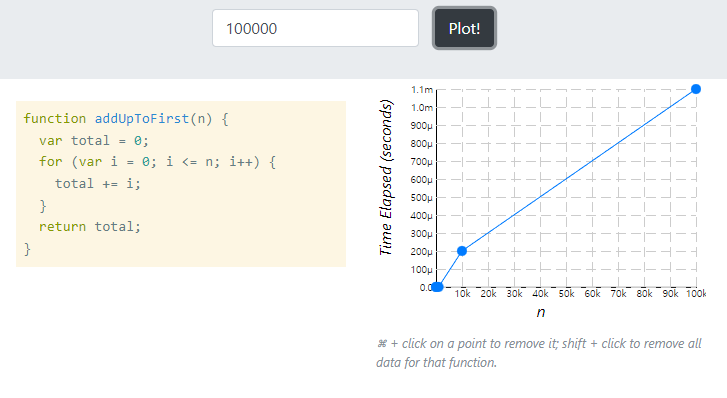 100000
Plot!
function addUpToFirst(n) {
var total = 0;
for (var i = 0; i <= n; i++) {
total += i;
}
return total;
}
Time Elapsed (seconds)
1.1m
1.0m
900µ
800µ
700µ
600µ
500µ
400µ
300µ
200µ
100µ
0.0
10k 20k 30k 40k 50k 60k 70k 80k 90k 100k
n
⌘ + click on a point to remove it; shift + click to remove all
data for that function.